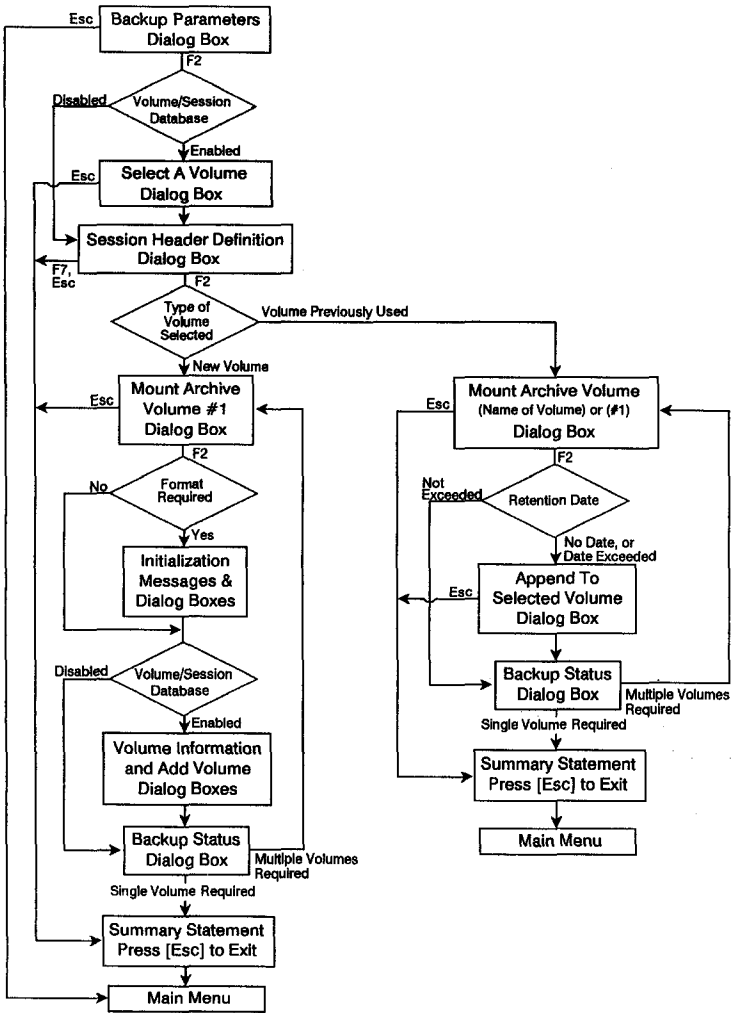 Esc
Backup Parameters
Dialog Box
F2
Disabled
Volume/Session
Database
Enabled
Esc
Select A Volume
Dialog Box
Session Header Definition
Dialog Box
F7,
Esc
F2
Type of
Volume
Selected
Volume Previously Used
New Volume
Esc
Mount Archive
Volume #1
Dialog Box
F2
No
Format
Required
Yes
Initialization
Messages &
Dialog Boxes
Disabled
Volume/Session
Database
Enabled
Volume Information
and Add Volume
Dialog Boxes
Backup Status
Dialog Box
Multiple Volumes
Required
Single Volume Required
Summary Statement
Press [Esc] to Exit
Main Menu
Esc
Mount Archive Volume
(Name of Volume) or (#1)
Dialog Box
F2
Not
Exceeded
Retention Date
No Date, or
Date Exceeded
Esc
Append To
Selected Volume
Dialog Box
Backup Status
Dialog Box
Multiple Volumes
Required
Single Volume Required
Summary Statement
Press [Esc] to Exit
Main Menu